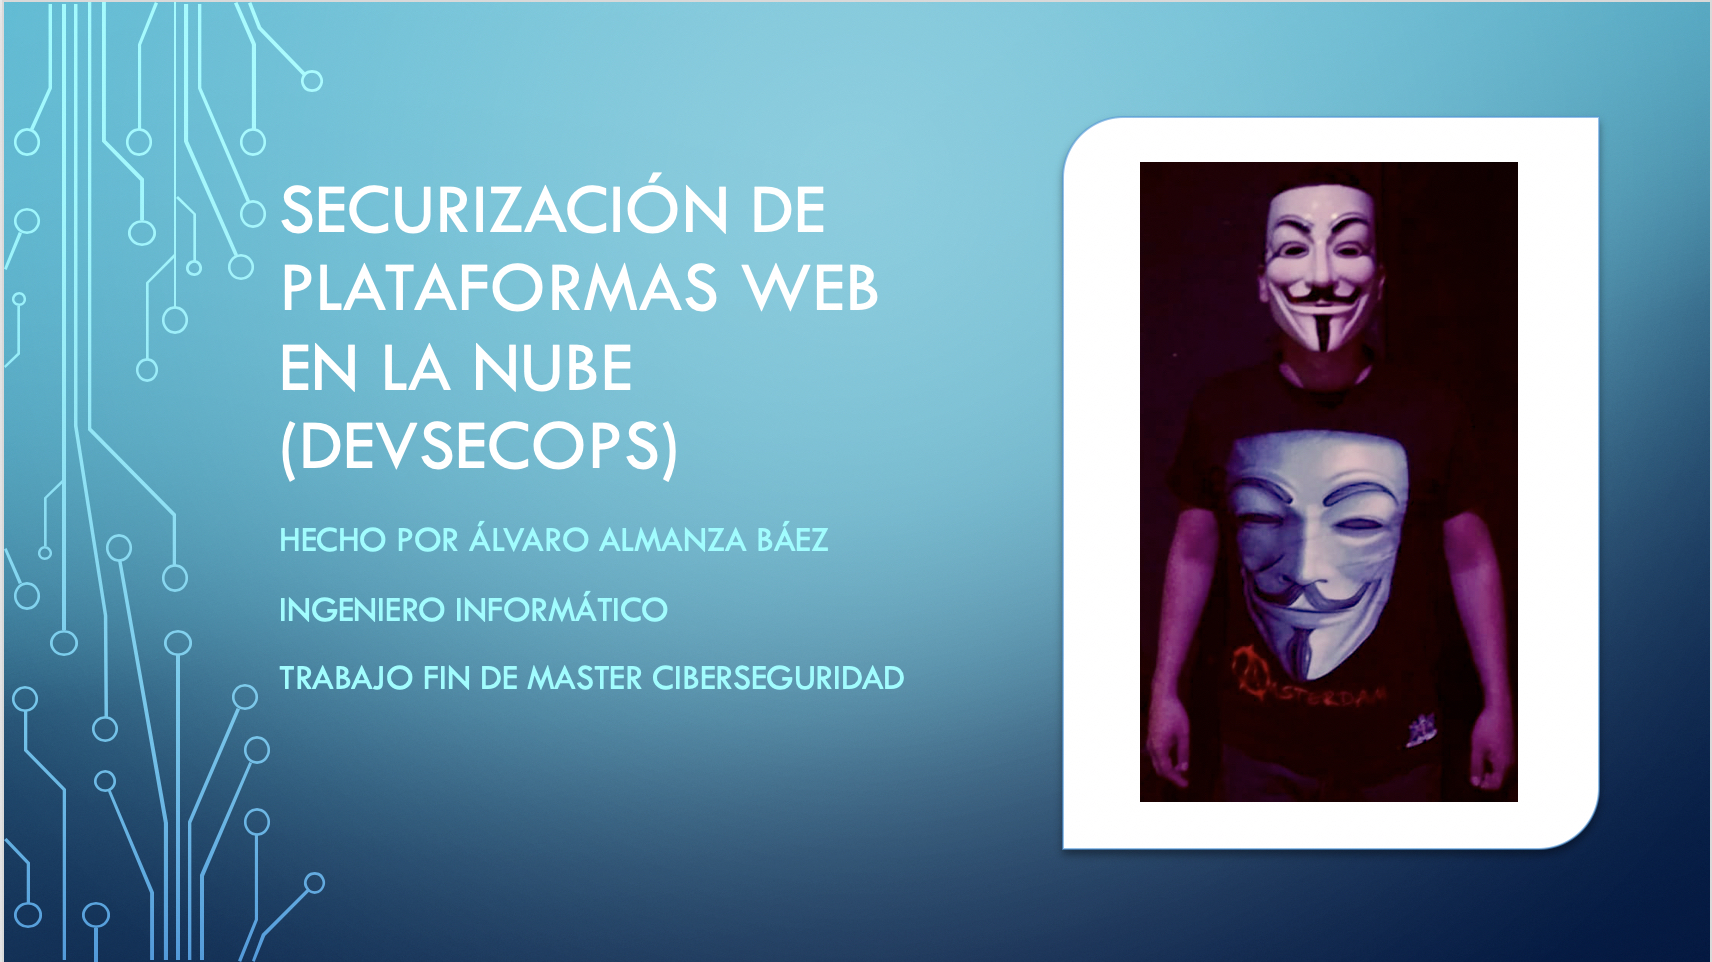 SECURIZACIÓN DE
PLATAFORMAS WEB
EN LA NUBE
(DEVSECOPS)
HECHO POR ÁLVARO ALMANZA BÁEZ
INGENIERO INFORMÁTICO
TRABAJO FIN DE MASTER CIBERSEGURIDAD
AMSTERDAM